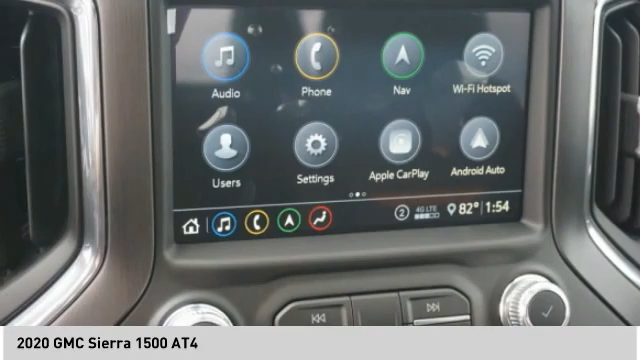 Audio Phone Nav Wi-Fi Hotspot
Users Settings Apple CarPlay Android Auto
2 4G LTE 82° 1:54
2020 GMC Sierra 1500 AT4